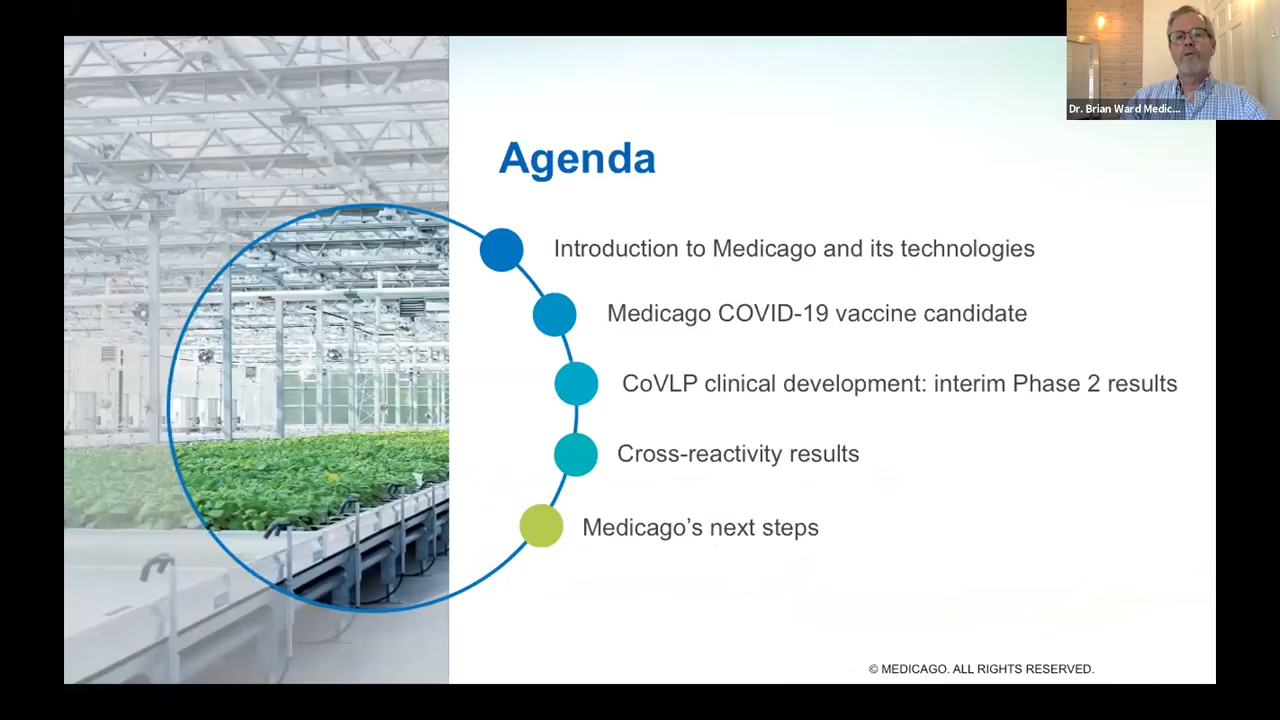 Dr. Brian Ward Medic...
Agenda
Introduction to Medicago and its technologies
Medicago COVID-19 vaccine candidate
CoVLP clinical development: interim Phase 2 results
Cross-reactivity results
Medicago’s next steps
© MEDICAGO. ALL RIGHTS RESERVED.